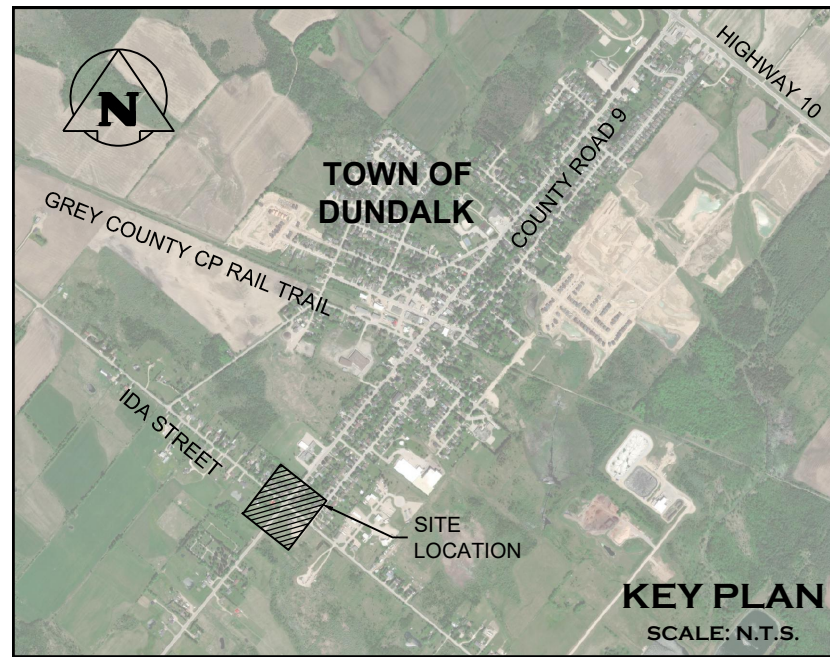 N
HIGHWAY 10
TOWN OF
DUNDALK
COUNTY ROAD 9
GREY COUNTY CP RAIL TRAIL
IDA STREET
SITE
LOCATION
KEY PLAN
SCALE: N.T.S.